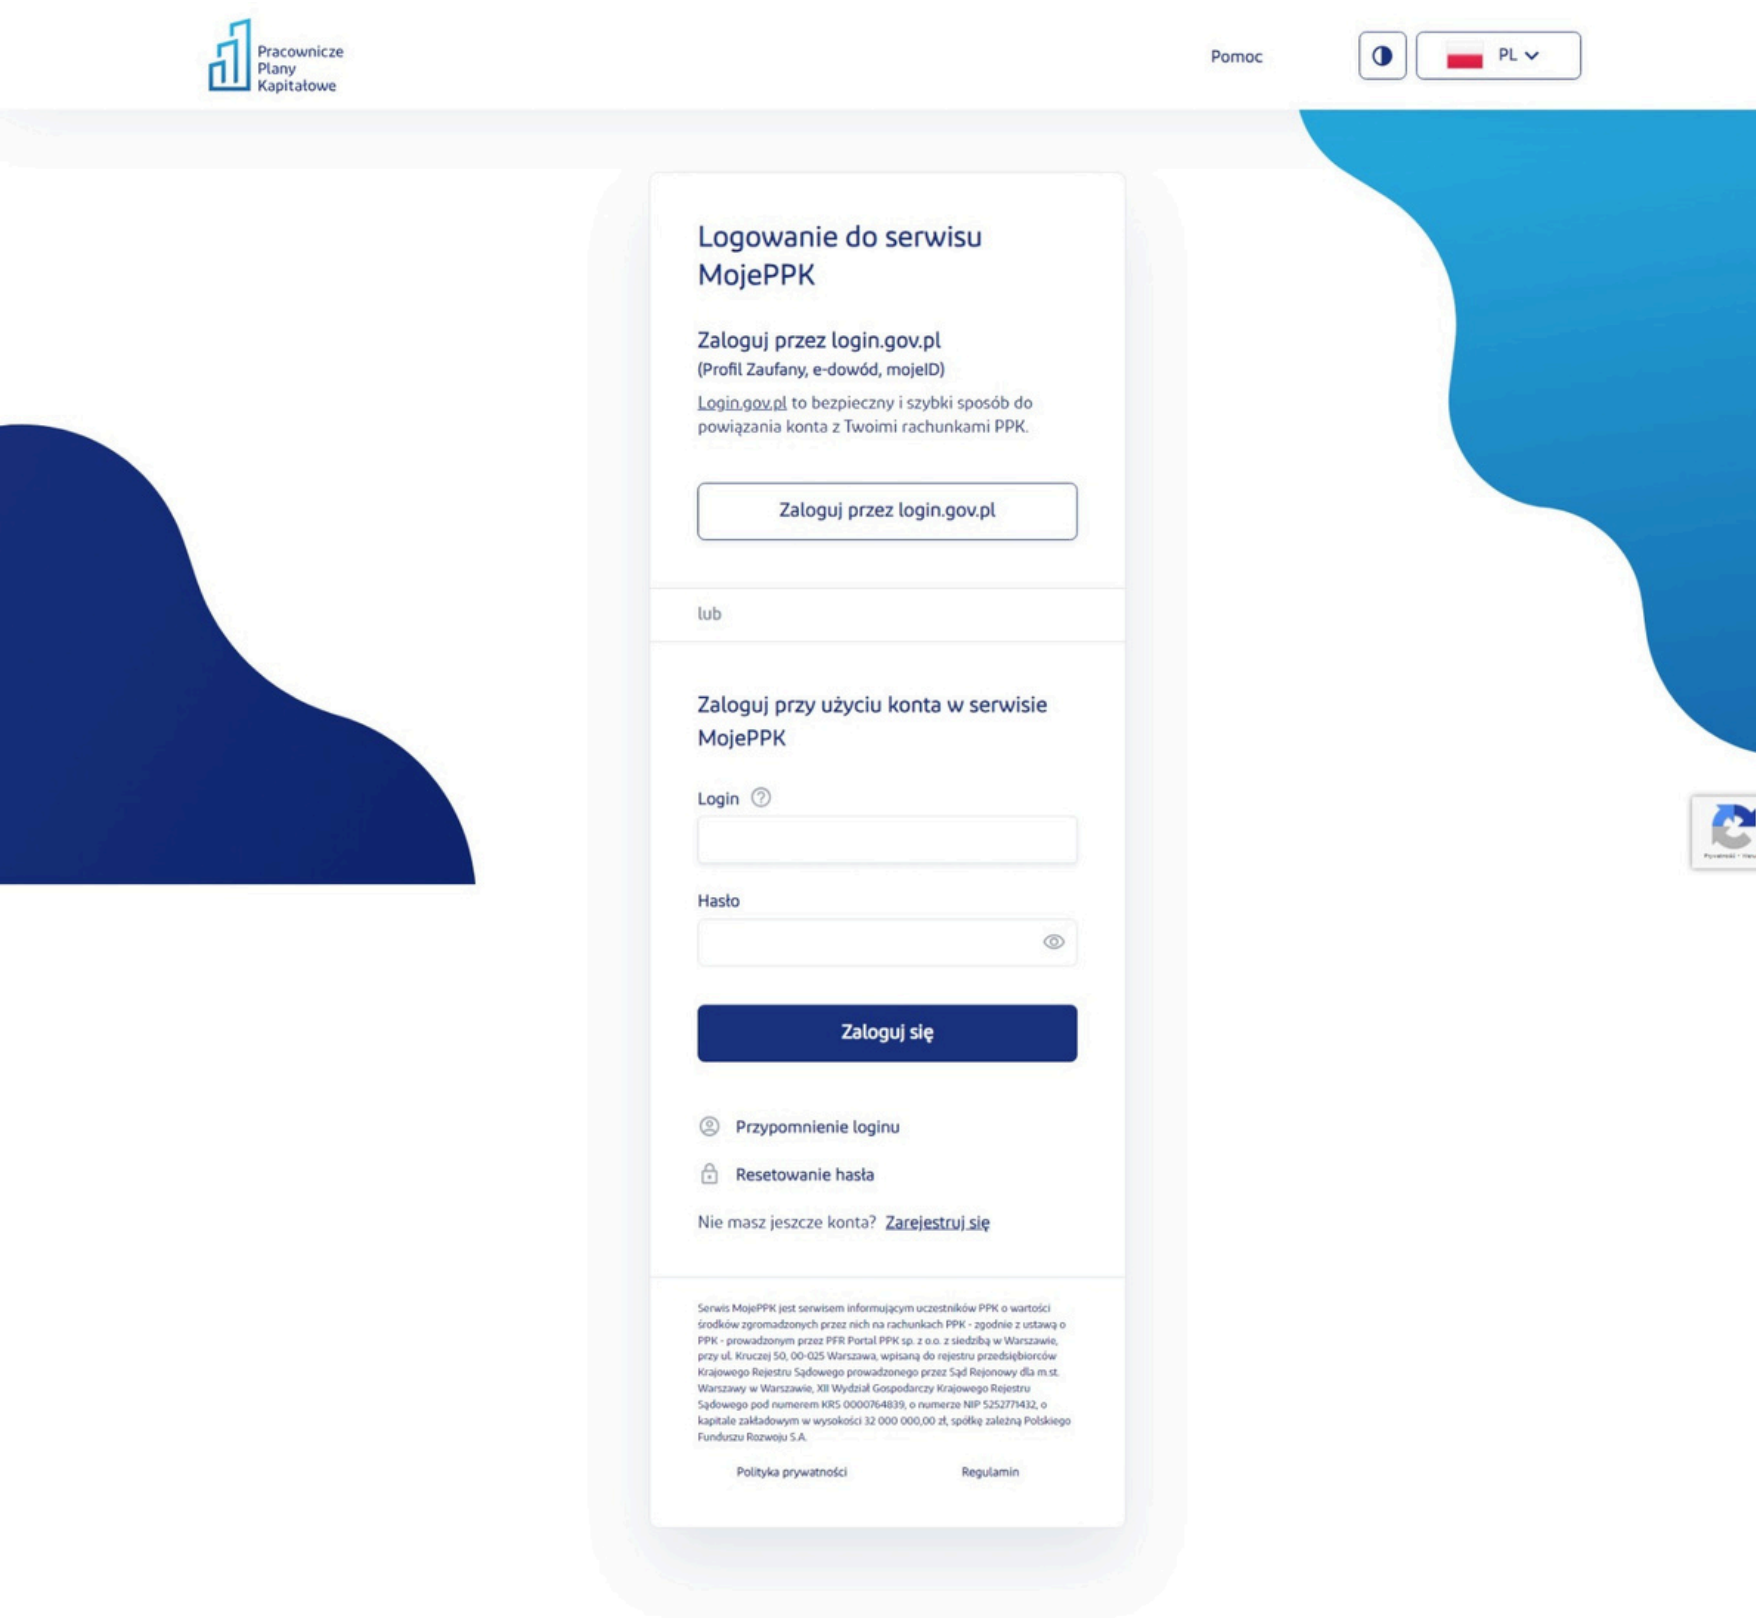 Pracownicze
Plany
Kapitałowe
Pomoc
PL
Logowanie do serwisu
MojePPK
Zaloguj przez login.gov.pl
(Profil Zaufany, e-dowód, mojeID)
Login.gov.pl to bezpieczny i szybki sposób do
powiązania konta z Twoimi rachunkami PPK.
Zaloguj przez login.gov.pl
lub
Zaloguj przy użyciu konta w serwisie
MojePPK
Login
Hasło
Zaloguj się
Przypomnienie loginu
Resetowanie hasła
Nie masz jeszcze konta? Zarejestruj się
Serwis MojePPK jest serwisem informującym uczestników PPK o wartości
środków zgromadzonych przez nich na rachunkach PPK - zgodnie z ustawą o
PPK - prowadzonym przez PFR Portal PPK sp. z o.o. z siedzibą w Warszawie,
przy ul. Kruczej 50, 00-025 Warszawa, wpisaną do rejestru przedsiębiorców
Krajowego Rejestru Sądowego prowadzonego przez Sąd Rejonowy dla m.st.
Warszawy w Warszawie, XII Wydział Gospodarczy Krajowego Rejestru
Sądowego pod numerem KRS 0000764839, o numerze NIP 5252771432, o
kapitale zakładowym w wysokości 32 000 000,00 zł, spółkę zależną Polskiego
Funduszu Rozwoju S.A.
Polityka prywatności
Regulamin